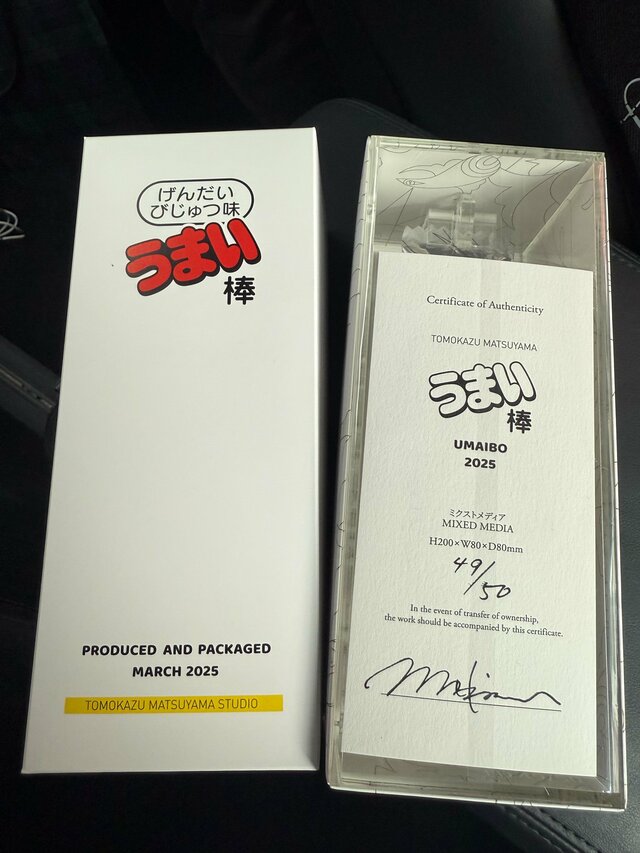 げんだい
びじゅつ味
うまい
棒
PRODUCED AND PACKAGED
MARCH 2025
TOMOKAZU MATSUYAMA STUDIO
Certificate of Authenticity
TOMOKAZU MATSUYAMA
うまい
棒
UMAIBO
2025
ミクストメディア
MIXED MEDIA
H200×W80×D80mm
49/50
In the event of transfer of ownership,
the work should be accompanied by this certificate.